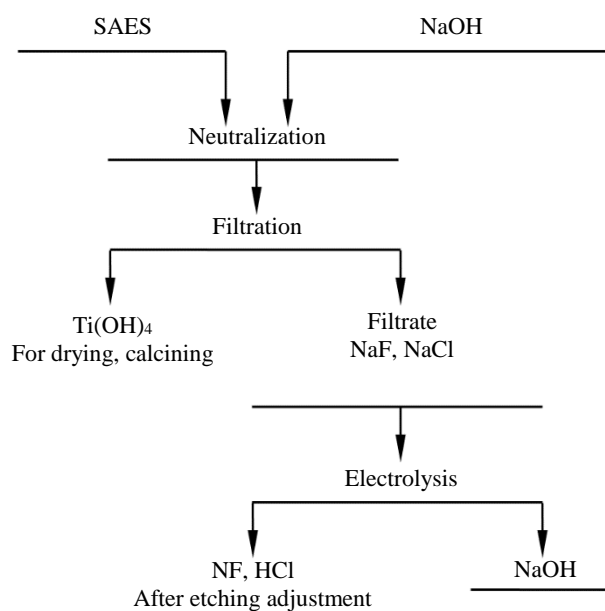 SAES
NaOH
Neutralization
Filtration
Ti(OH)₄
For drying, calcining
Filtrate
NaF, NaCl
Electrolysis
NF, HCl
After etching adjustment
NaOH